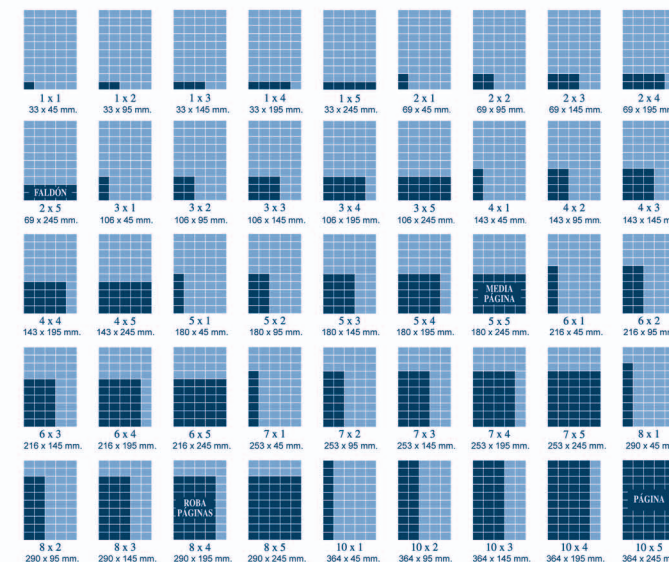 1 x 1 1 x 2 1 x 3 1 x 4 1 x 5 2 x 1 2 x 2 2 x 3 2 x 4
33 x 45 mm. 33 x 95 mm. 33 x 145 mm. 33 x 195 mm. 33 x 245 mm. 69 x 45 mm. 69 x 95 mm. 69 x 145 mm. 69 x 195 mm.
FALDÓN
2 x 5 3 x 1 3 x 2 3 x 3 3 x 4 3 x 5 4 x 1 4 x 2 4 x 3
69 x 245 mm. 106 x 45 mm. 106 x 95 mm. 106 x 145 mm. 106 x 195 mm. 106 x 245 mm. 143 x 45 mm. 143 x 95 mm. 143 x 145 m
MEDIA
PÁGINA
4 x 4 4 x 5 5 x 1 5 x 2 5 x 3 5 x 4 5 x 5 6 x 1 6 x 2
143 x 195 mm. 143 x 245 mm. 180 x 45 mm. 180 x 95 mm. 180 x 145 mm. 180 x 195 mm. 180 x 245 mm. 216 x 45 mm. 216 x 95 mm.
6 x 3 6 x 4 6 x 5 7 x 1 7 x 2 7 x 3 7 x 4 7 x 5 8 x 1
216 x 145 mm. 216 x 195 mm. 216 x 245 mm. 253 x 45 mm. 253 x 95 mm. 253 x 145 mm. 253 x 195 mm. 253 x 245 mm. 290 x 45 mm
ROBA
PÁGINAS
PÁGINA
8 x 2 8 x 3 8 x 4 8 x 5 10 x 1 10 x 2 10 x 3 10 x 4 10 x 5
290 x 95 mm. 290 x 145 mm. 290 x 195 mm. 290 x 245 mm. 364 x 45 mm. 364 x 95 mm. 364 x 145 mm. 364 x 195 mm. 364 x 245 m